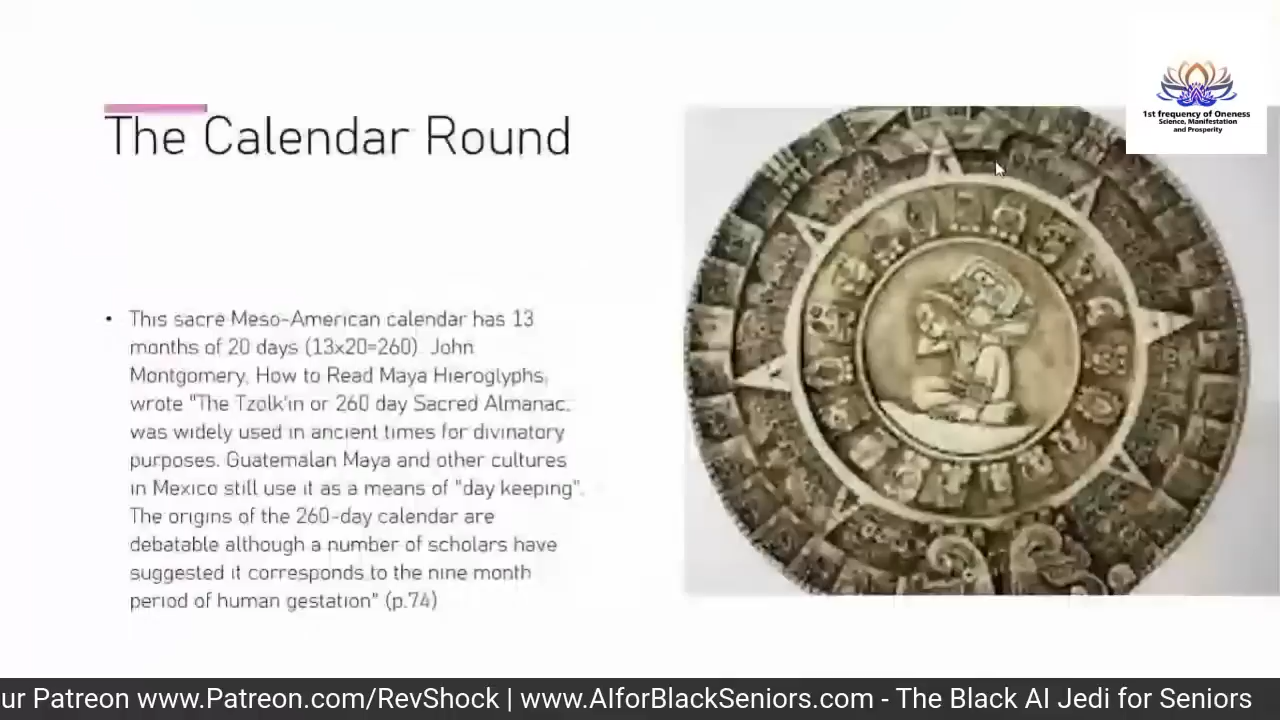 1st frequency of Oneness
Science, Manifestation
and Prosperity
The Calendar Round
• This sacre Meso-American calendar has 13
months of 20 days (13x20=260). John
Montgomery, How to Read Maya Hieroglyphs,
wrote "The Tzolk'in or 260 day Sacred Almanac,
was widely used in ancient times for divinatory
purposes. Guatemalan Maya and other cultures
in Mexico still use it as a means of "day keeping".
The origins of the 260-day calendar are
debatable although a number of scholars have
suggested it corresponds to the nine month
period of human gestation" (p.74)
ur Patreon www.Patreon.com/RevShock | www.AIforBlackSeniors.com - The Black AI Jedi for Seniors